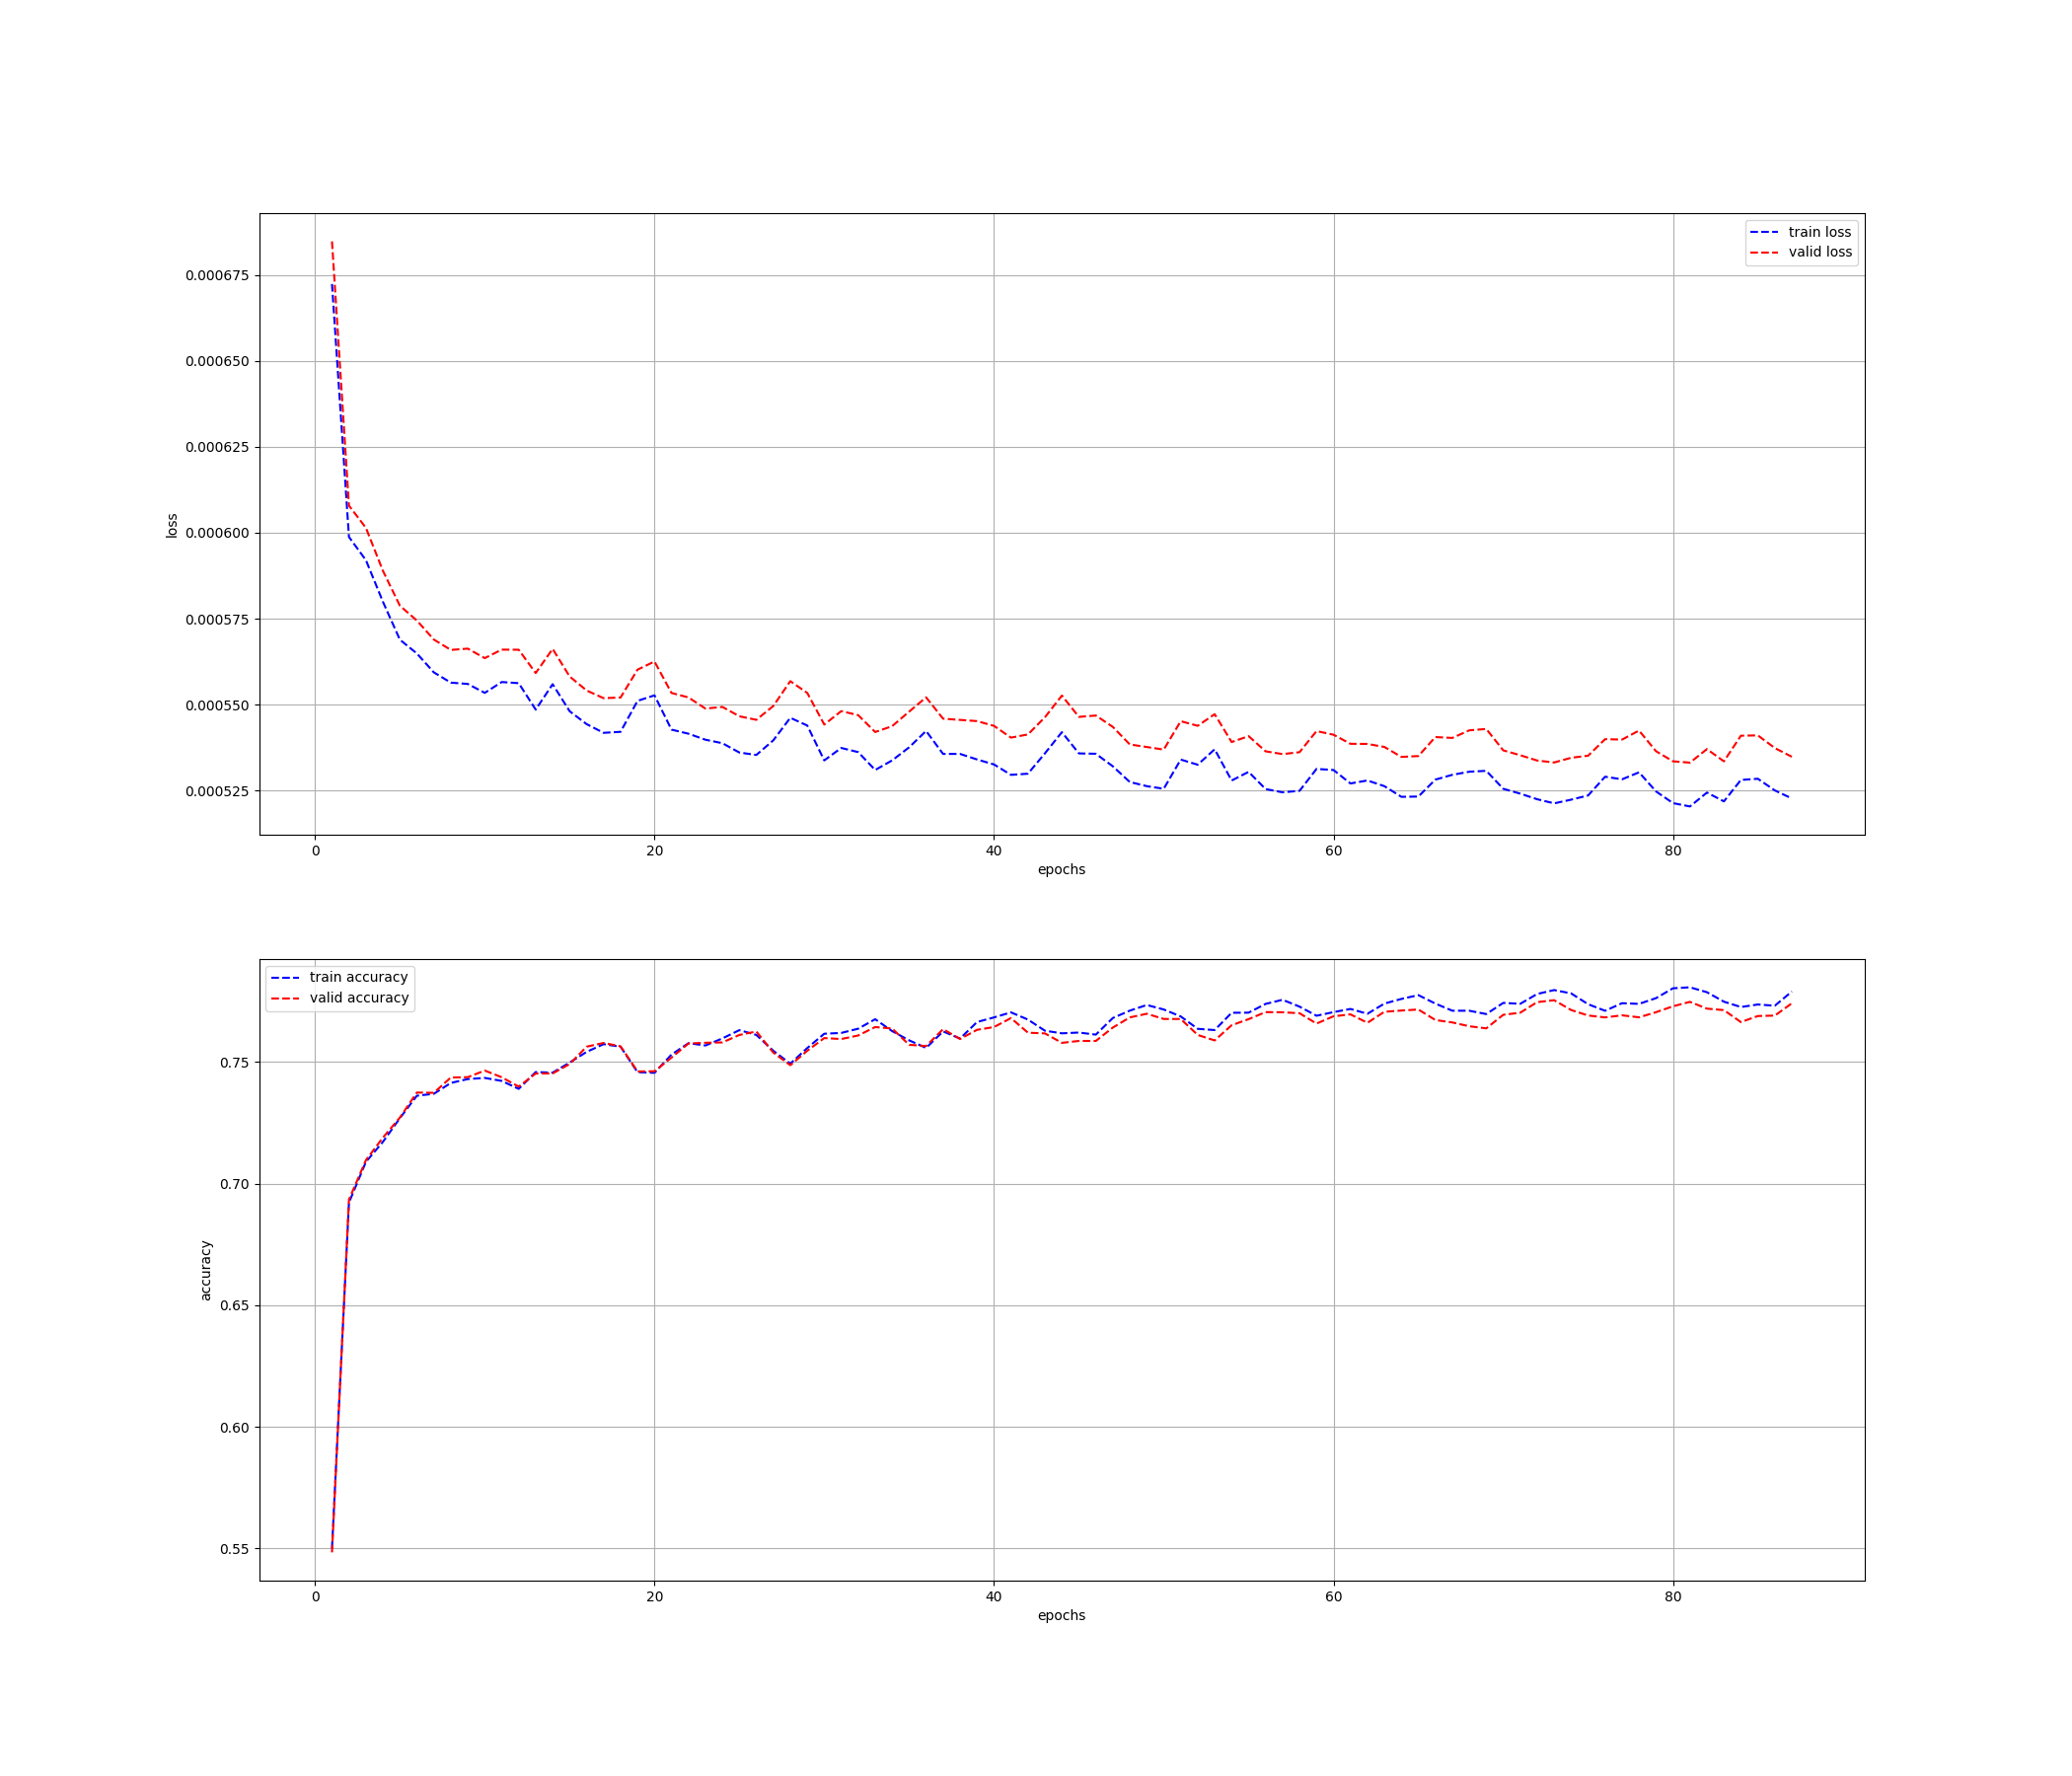 train loss
valid loss
0.000675
0.000650
0.000625
0.000600
0.000575
0.000550
0.000525
loss
0 20 40 60 80
epochs
train accuracy
valid accuracy
0.75
0.70
0.65
0.60
0.55
accuracy
0 20 40 60 80
epochs